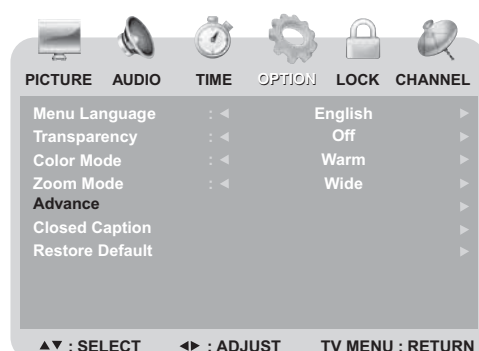 PICTURE AUDIO TIME OPTION LOCK CHANNEL
Menu Language : ◀ English ▶
Transparency : ◀ Off ▶
Color Mode : ◀ Warm ▶
Zoom Mode : ◀ Wide ▶
Advance ▶
Closed Caption ▶
Restore Default ▶
▲▼ : SELECT ◀▶ : ADJUST TV MENU : RETURN